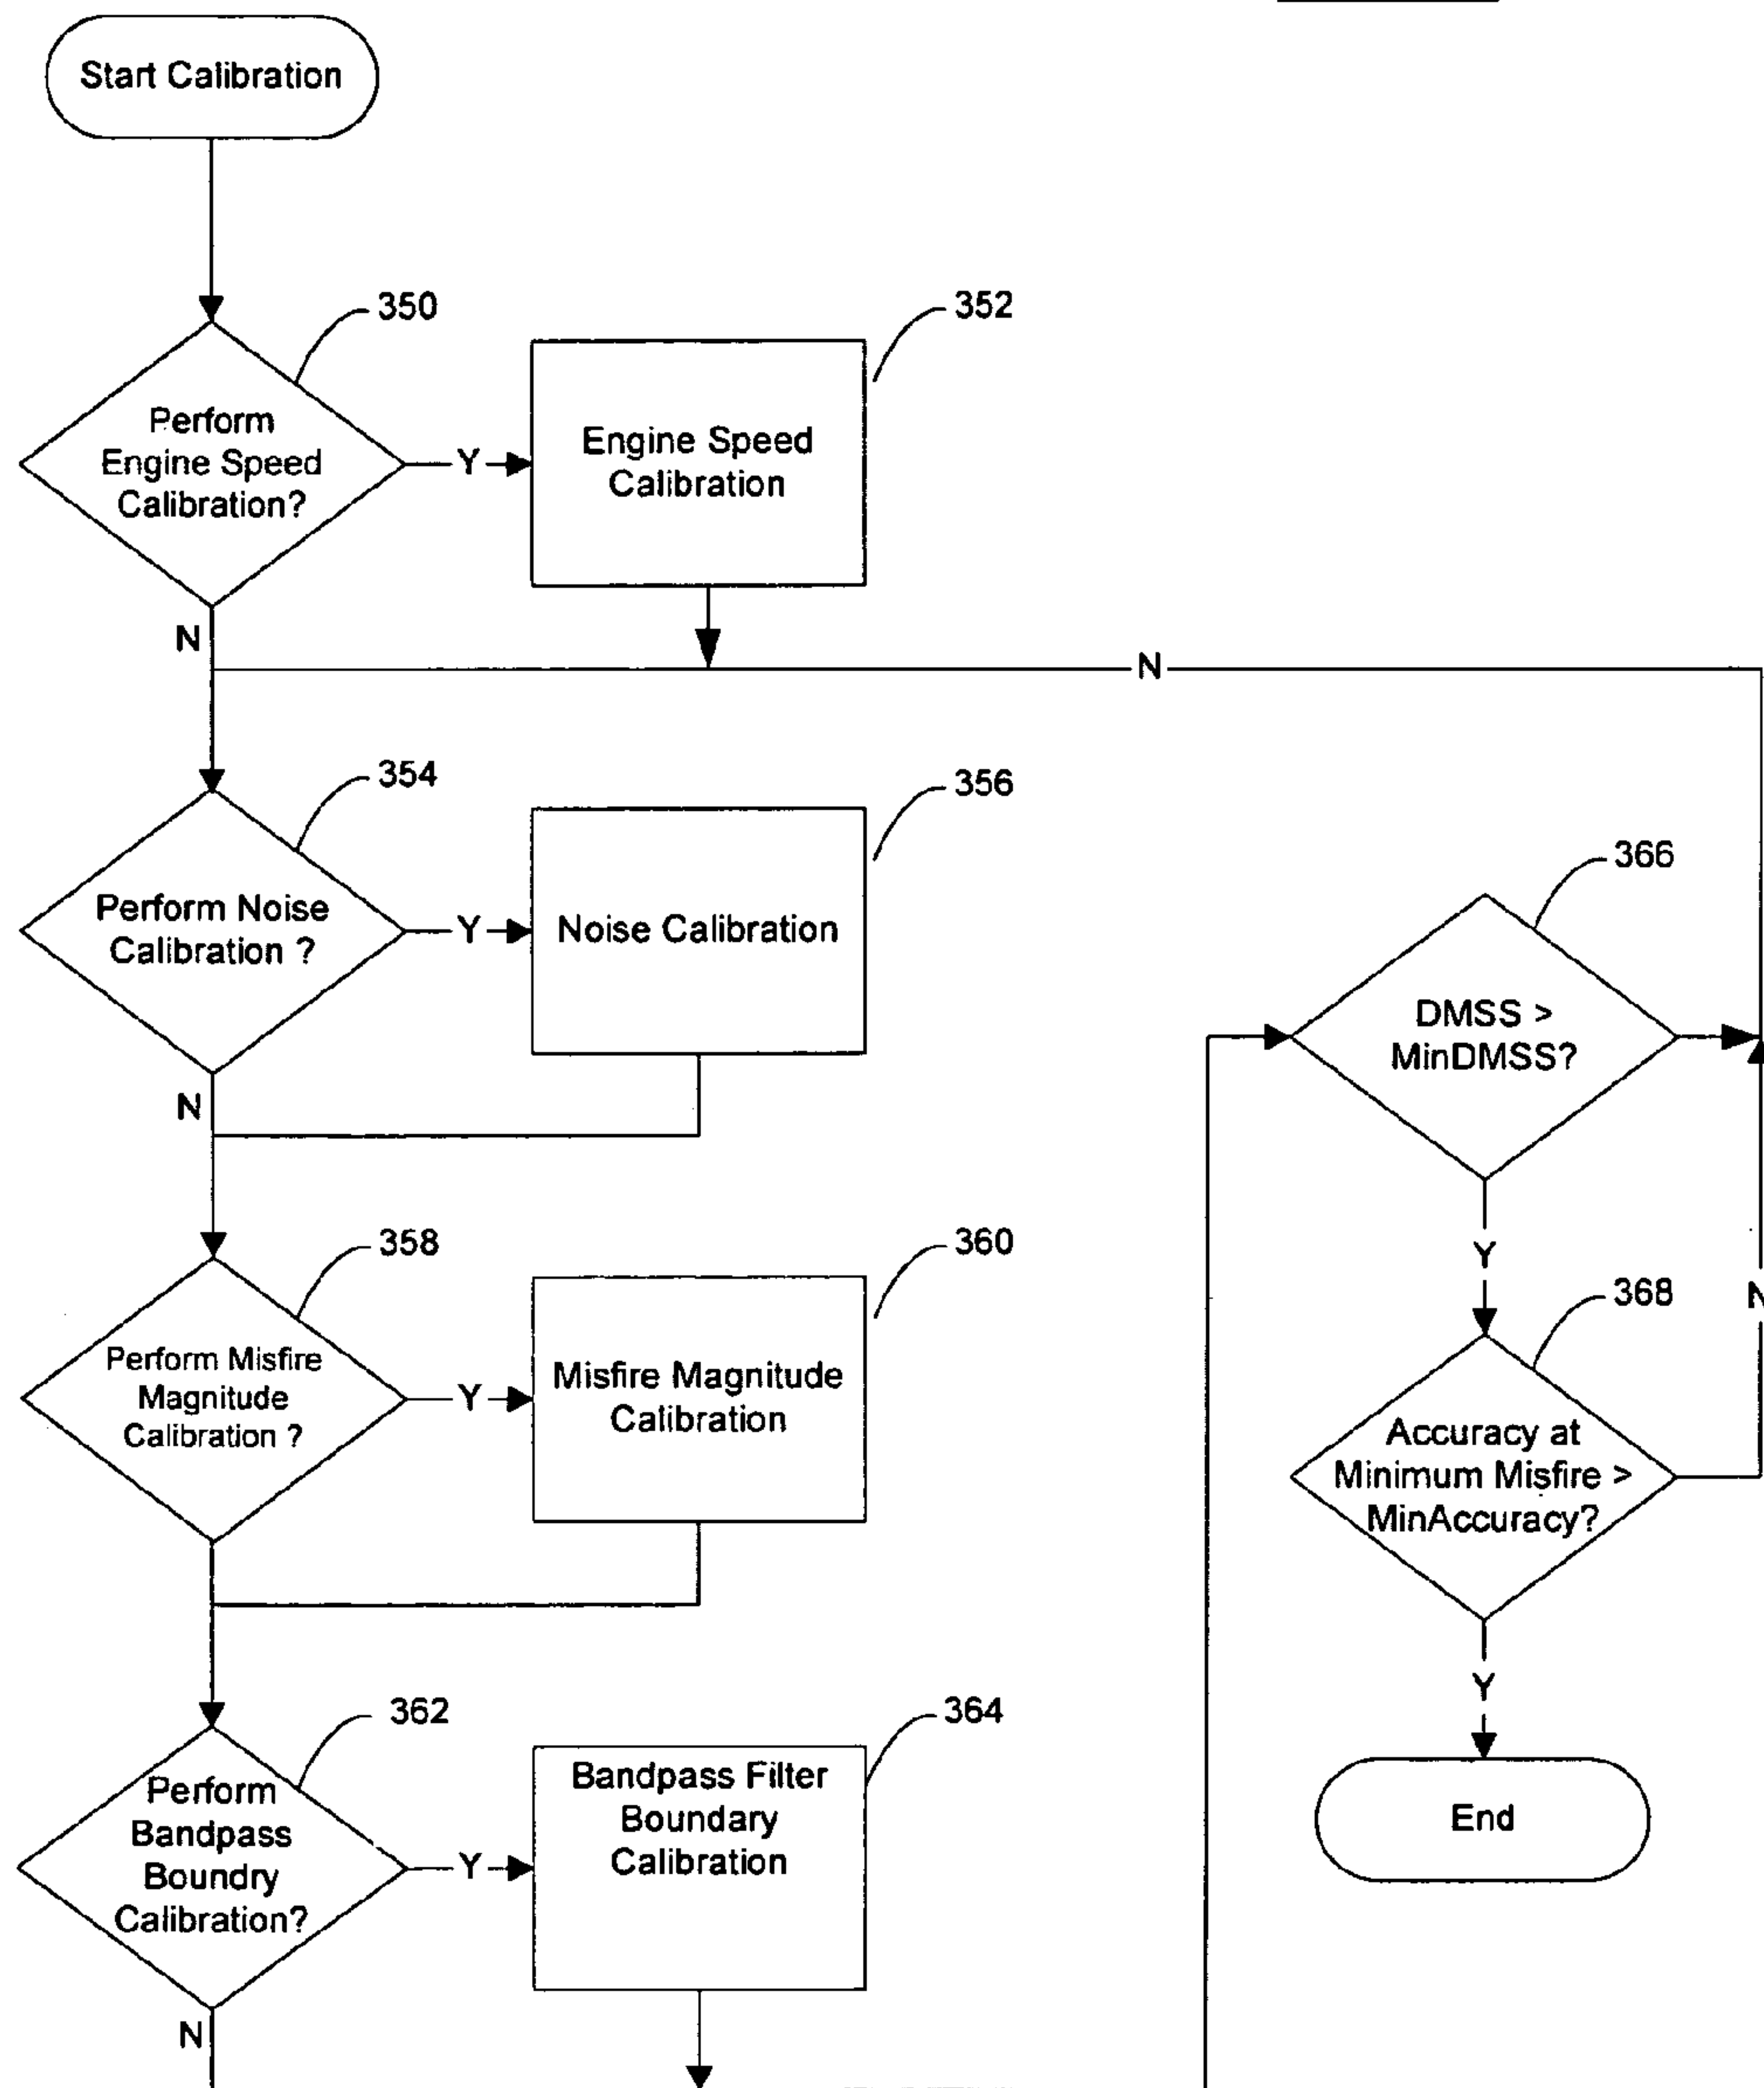 Start Calibration
350
Perform
Engine Speed
Calibration?
Y
352
Engine Speed
Calibration
N
N
354
Perform Noise
Calibration ?
Y
356
Noise Calibration
N
358
Perform Misfire
Magnitude
Calibration ?
Y
360
Misfire Magnitude
Calibration
362
Perform
Bandpass
Boundry
Calibration?
Y
364
Bandpass Filter
Boundary
Calibration
N
366
DMSS >
MinDMSS?
Y
N
368
Accuracy at
Minimum Misfire >
MinAccuracy?
Y
End